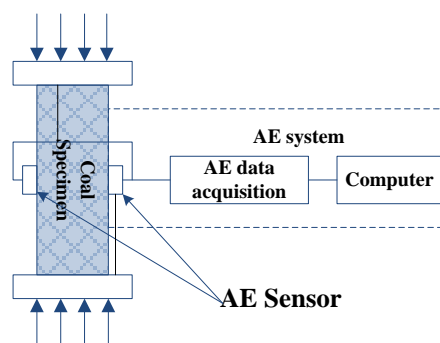 AE system
Coal
Specimen
AE data
acquisition
Computer
AE Sensor